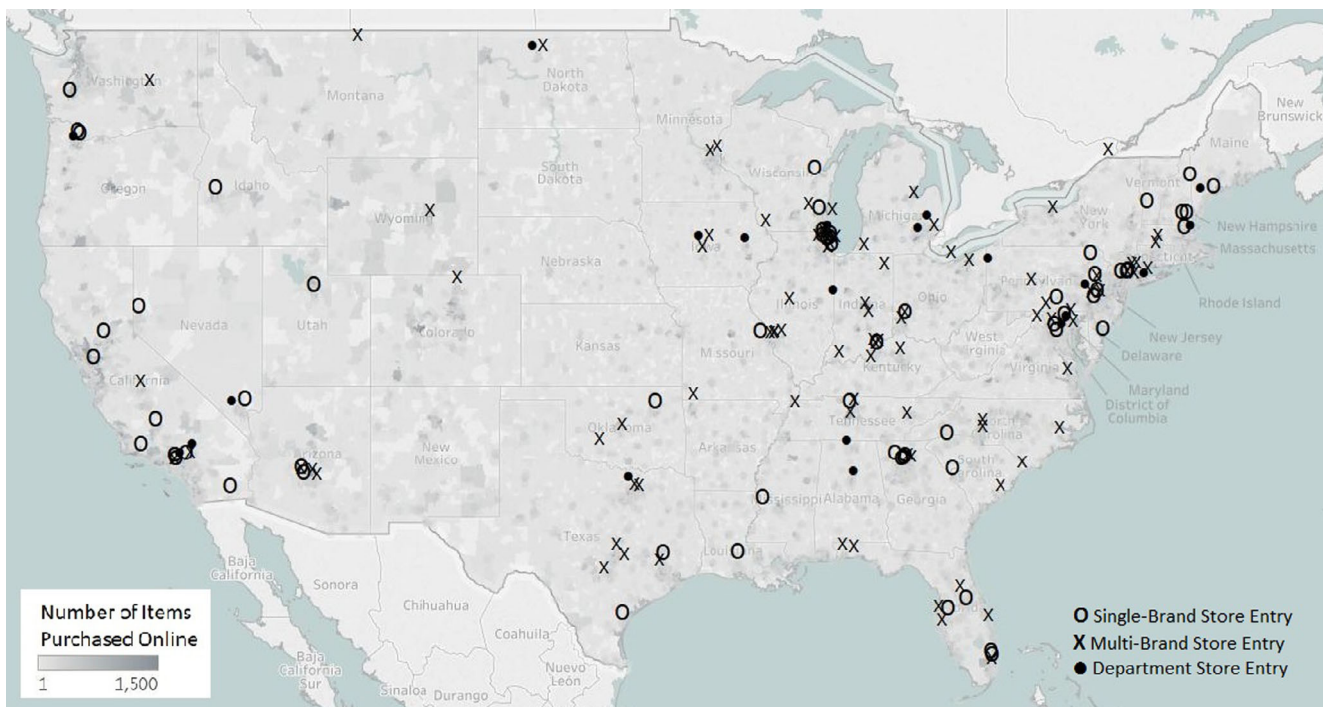 Washington
Montana
North
Dakota
Minnesota
Maine
New
Brunswick
Oregon
Idaho
South
Dakota
Wisconsin
Vermont
Wyoming
Michigan
New
York
New Hampshire
Massachusetts
Iowa
Nebraska
Connecticut
Rhode Island
Nevada
Utah
Colorado
Illinois
Indiana
Ohio
Pennsylvania
Kansas
Missouri
West
Virginia
New Jersey
Delaware
California
Kentucky
Virginia
Maryland
District of
Columbia
Arizona
New
Mexico
Oklahoma
Arkansas
Tennessee
North
Carolina
South
Carolina
Mississippi
Alabama
Georgia
Texas
Louisiana
Baja
California
Sonora
Chihuahua
Coahuila
Florida
Baja
California
Sur
Sinaloa
Durango
Nuevo
León
Number of Items
Purchased Online
1 1,500
O Single-Brand Store Entry
X Multi-Brand Store Entry
● Department Store Entry